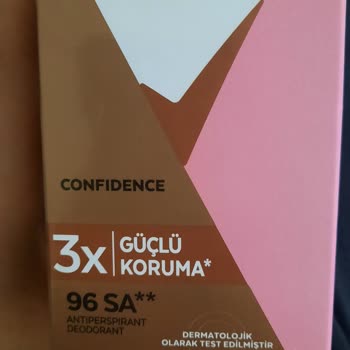 CONFIDENCE
3x GÜÇLÜ
KORUMA*
96 SA**
ANTIPERSPIRANT
DEODORANT
DERMATOLOJİK
OLARAK TEST EDİLMİŞTİR